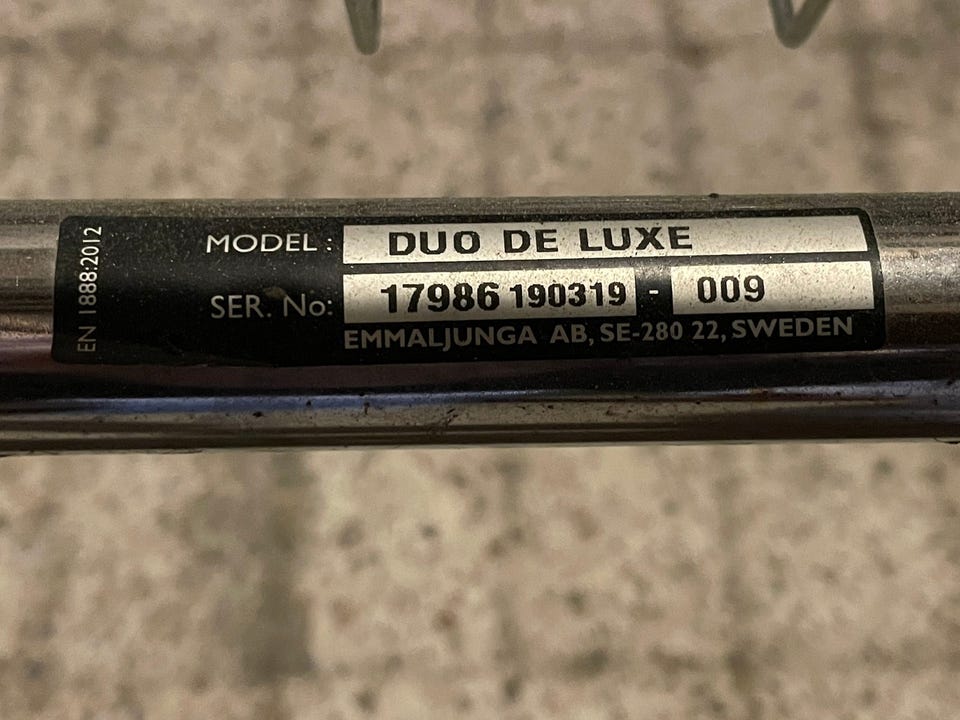 EN 1888:2012
MODEL: DUO DE LUXE
SER. No: 17986 190319 - 009
EMMALJUNGA AB, SE-280 22, SWEDEN